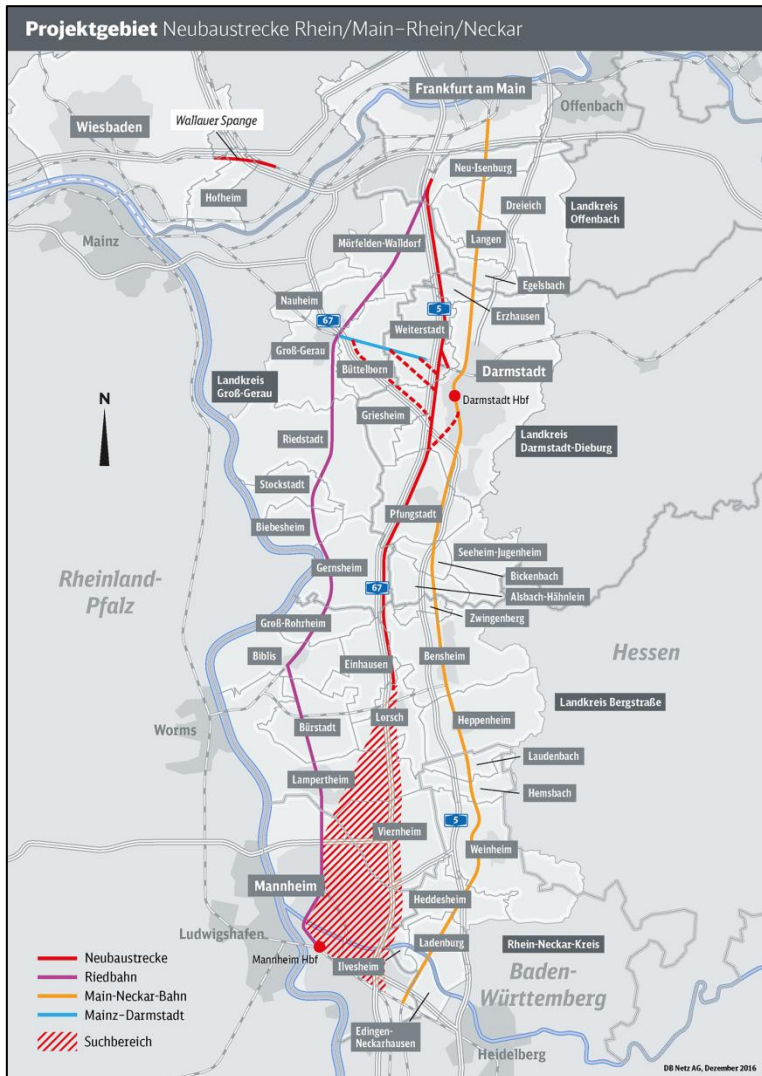 Projektgebiet Neubaustrecke Rhein/Main–Rhein/Neckar
Frankfurt am Main
Offenbach
Wiesbaden
Wallauer Spange
Neu-Isenburg
Hofheim
Dreieich
Landkreis
Offenbach
Mainz
Mörfelden-Walldorf
Langen
Egelsbach
Nauheim
67
5
Erzhausen
Weiterstadt
Groß-Gerau
Büttelborn
Darmstadt
Landkreis
Groß-Gerau
Darmstadt Hbf
Griesheim
N
Riedstadt
Landkreis
Darmstadt-Dieburg
Stockstadt
Pfungstadt
Biebesheim
Seeheim-Jugenheim
Rheinland-
Pfalz
Gernsheim
Bickenbach
67
Alsbach-Hähnlein
Groß-Rohrheim
Zwingenberg
Biblis
Einhausen
Bensheim
Hessen
Landkreis Bergstraße
Worms
Bürstadt
Lorsch
Heppenheim
Laudenbach
Lampertheim
Hemsbach
Viernheim
5
Weinheim
Mannheim
Heddesheim
Ludwigshafen
Ladenburg
Rhein-Neckar-Kreis
Mannheim Hbf
Ilvesheim
Baden-
Württemberg
Edingen-
Neckarhausen
Heidelberg
Neubaustrecke
Riedbahn
Main-Neckar-Bahn
Mainz–Darmstadt
Suchbereich
DB Netz AG, Dezember 2016